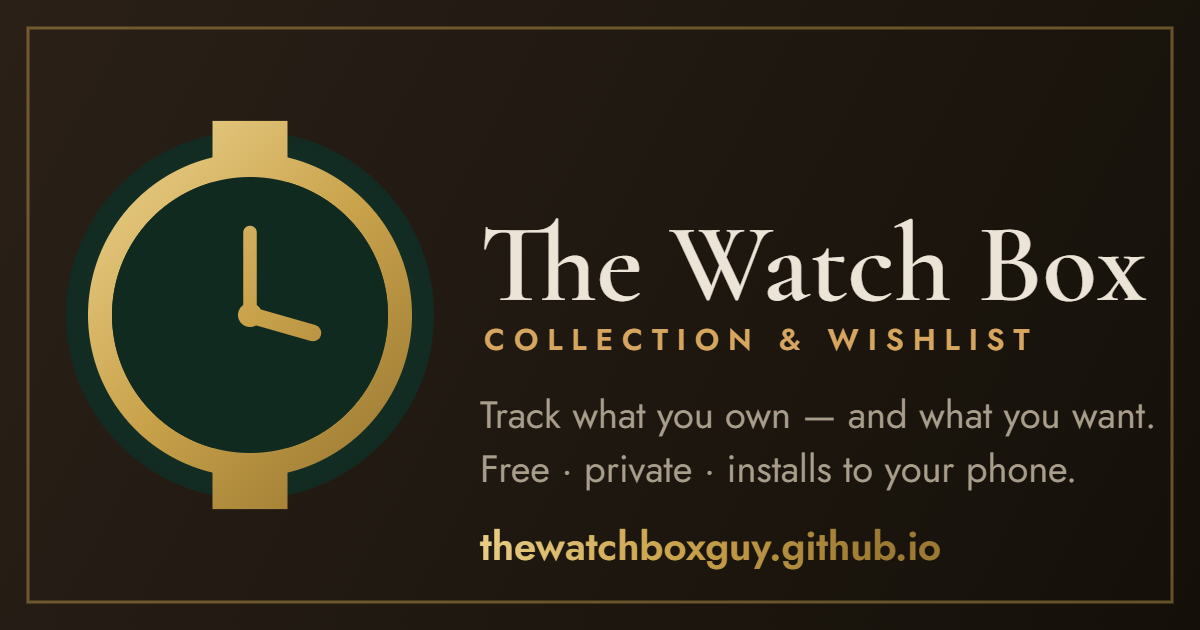 The Watch Box
COLLECTION & WISHLIST
Track what you own — and what you want.
Free · private · installs to your phone.
thewatchboxguy.github.io